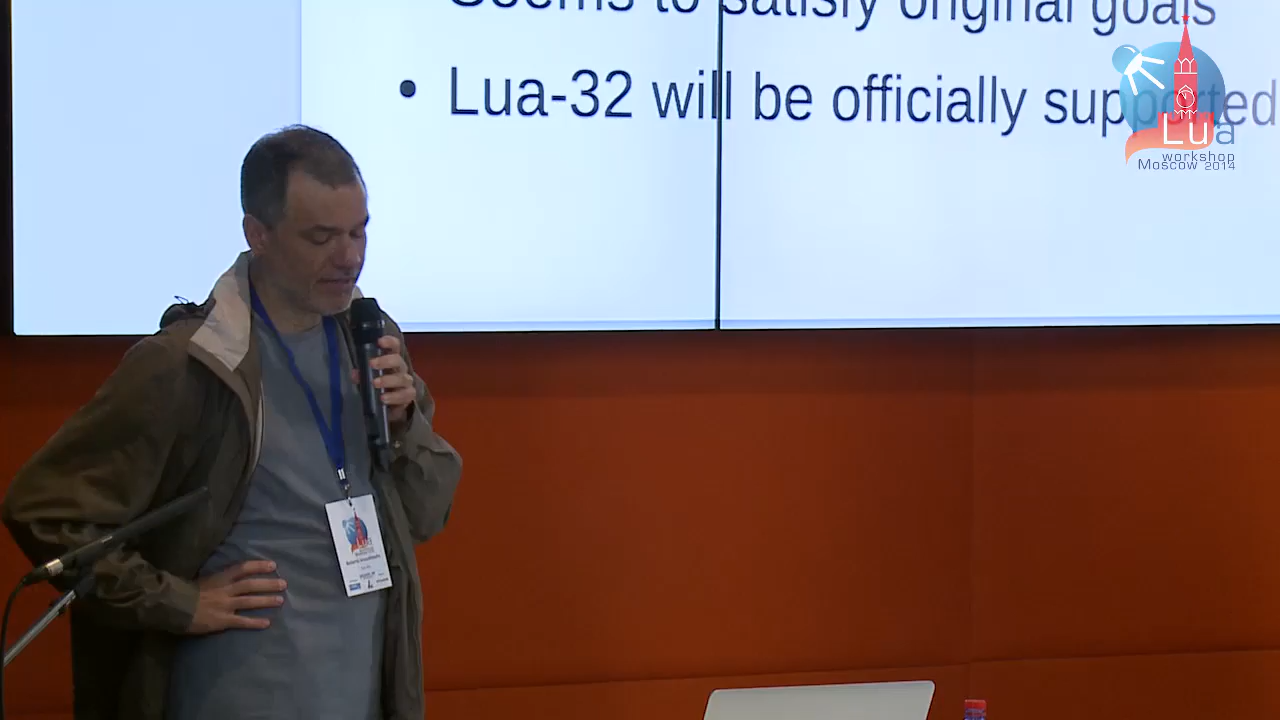 Seems to satisfy original goals
• Lua-32 will be officially supported
Lua
workshop
Moscow 2014